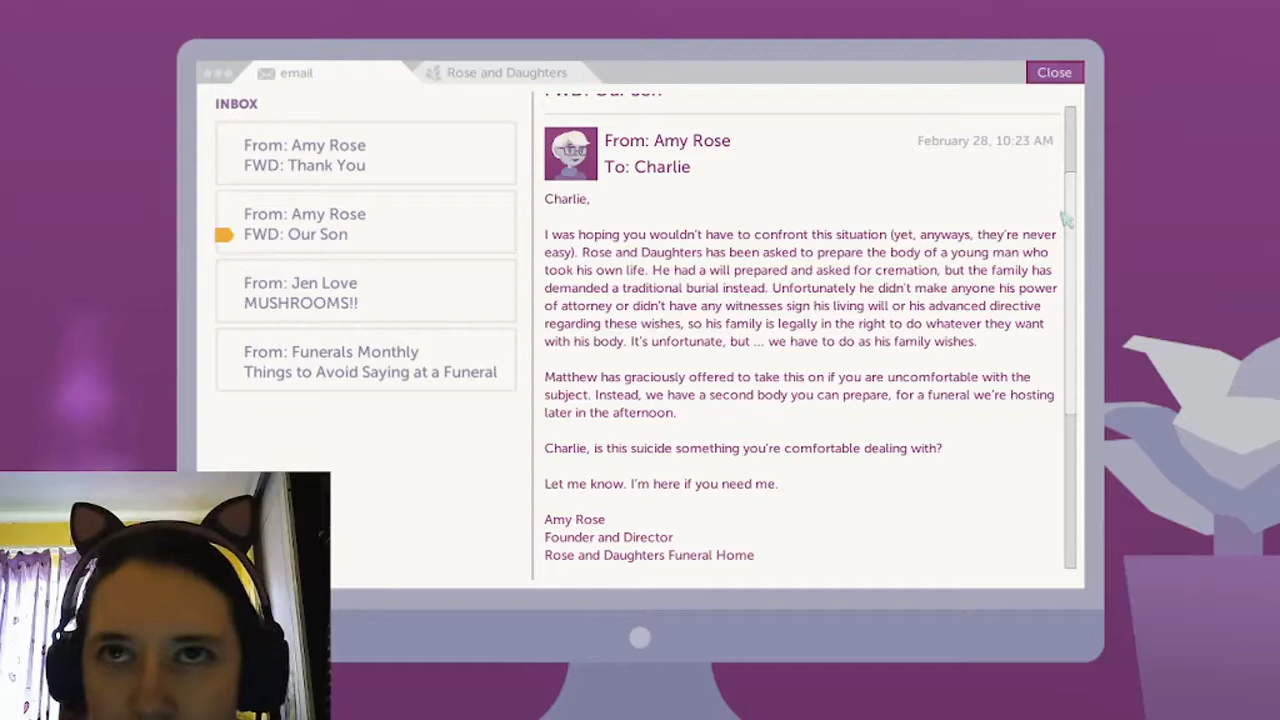 email
Rose and Daughters
Close
INBOX
From: Amy Rose
FWD: Thank You
From: Amy Rose
FWD: Our Son
From: Jen Love
MUSHROOMS!!
From: Funerals Monthly
Things to Avoid Saying at a Funeral
FWD: Our Son
From: Amy Rose
February 28, 10:23 AM
To: Charlie
Charlie,
I was hoping you wouldn't have to confront this situation (yet, anyways, they're never
easy). Rose and Daughters has been asked to prepare the body of a young man who
took his own life. He had a will prepared and asked for cremation, but the family has
demanded a traditional burial instead. Unfortunately he didn't make anyone his power
of attorney or didn't have any witnesses sign his living will or his advanced directive
regarding these wishes, so his family is legally in the right to do whatever they want
with his body. It's unfortunate, but ... we have to do as his family wishes.
Matthew has graciously offered to take this on if you are uncomfortable with the
subject. Instead, we have a second body you can prepare, for a funeral we're hosting
later in the afternoon.
Charlie, is this suicide something you're comfortable dealing with?
Let me know. I'm here if you need me.
Amy Rose
Founder and Director
Rose and Daughters Funeral Home